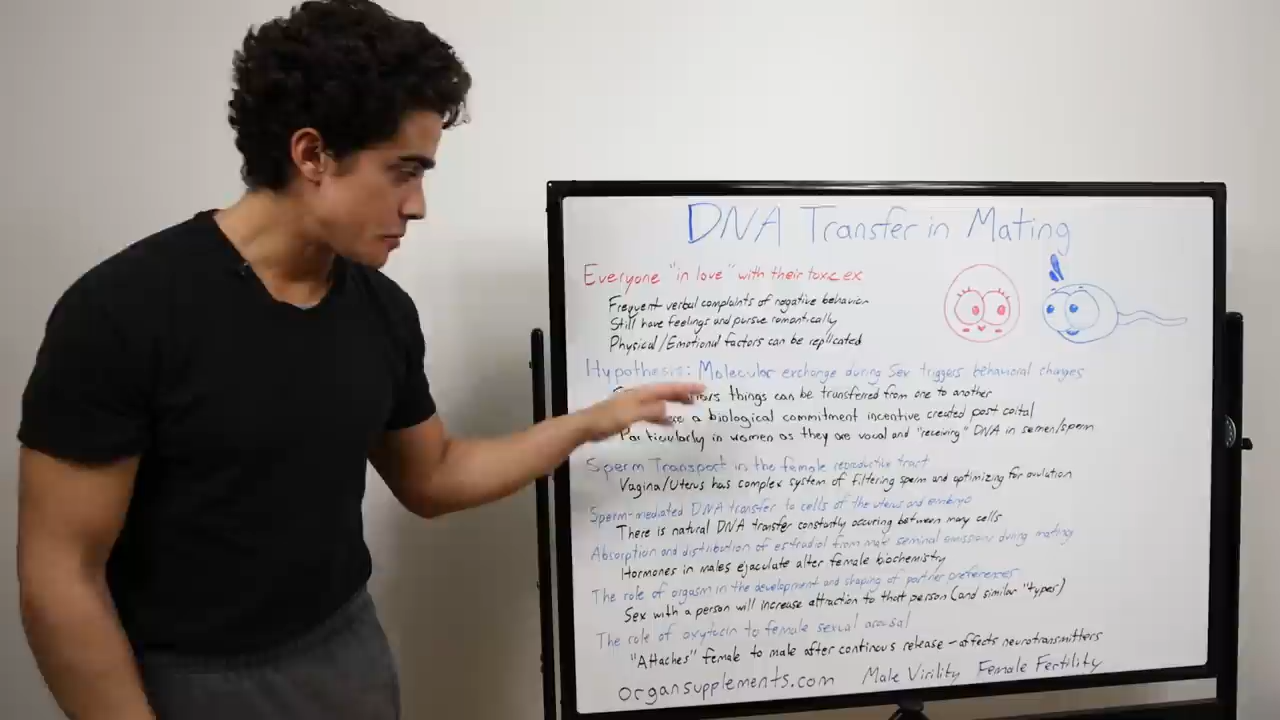 DNA Transfer in Mating
Everyone "in love" with their toxc ex
Frequent verbal complaints of negative behavior
Still have feelings and pursue romantically
Physical/Emotional factors can be replicated
Hypothesis: Molecular exchange during Sex triggers behavioral changes
things can be transferred from one to another
a biological commitment incentive created post coital
Particularly in women as they are vocal and "receiving" DNA in semen/sperm
Sperm Transport in the female reproductive tract
Vagina/Uterus has complex system of filtering sperm and optimizing for ovulation
Sperm-mediated DNA transfer to cells of the uterus and embryo
There is natural DNA transfer constantly occuring between many cells
Absorption and distribution of estradiol from male seminal emissions during mating
Hormones in males ejaculate alter female biochemistry
The role of orgasm in the development and shaping of partner preferences
Sex with a person will increase attraction to that person (and similar "types")
The role of oxytocin to female sexual arousal
"Attaches" female to male after continous release - affects neurotransmitters
organsupplements.com Male Virility Female Fertility